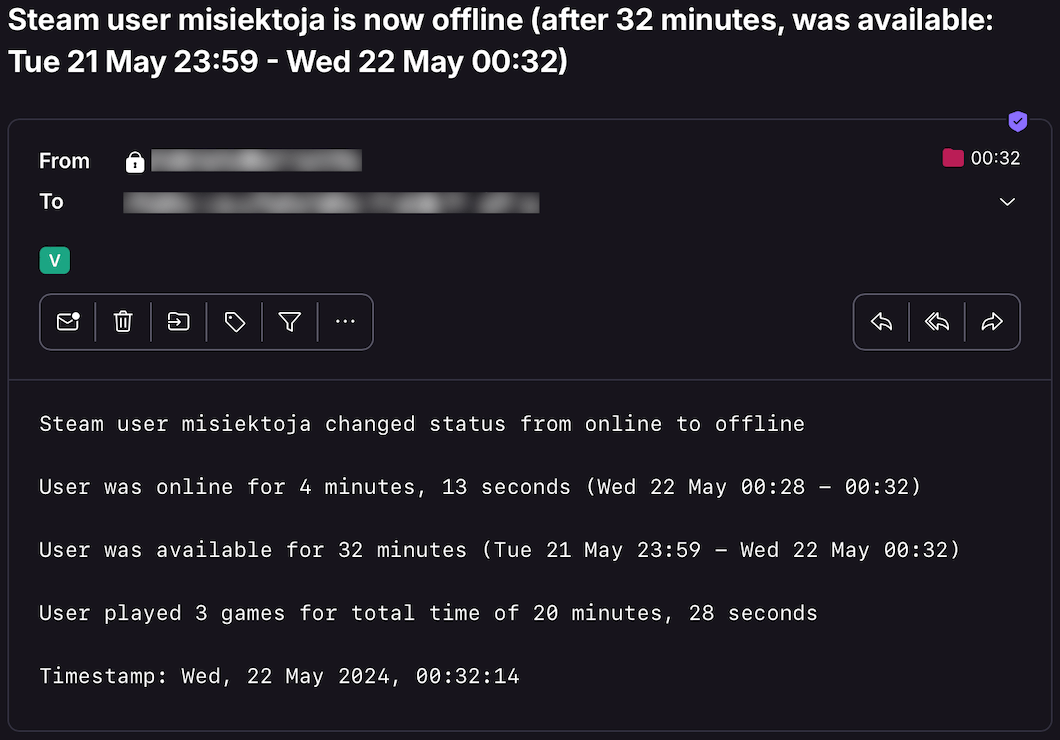 Steam user misiektoja is now offline (after 32 minutes, was available:
Tue 21 May 23:59 - Wed 22 May 00:32)
From
00:32
To
V
Steam user misiektoja changed status from online to offline
User was online for 4 minutes, 13 seconds (Wed 22 May 00:28 – 00:32)
User was available for 32 minutes (Tue 21 May 23:59 – Wed 22 May 00:32)
User played 3 games for total time of 20 minutes, 28 seconds
Timestamp: Wed, 22 May 2024, 00:32:14